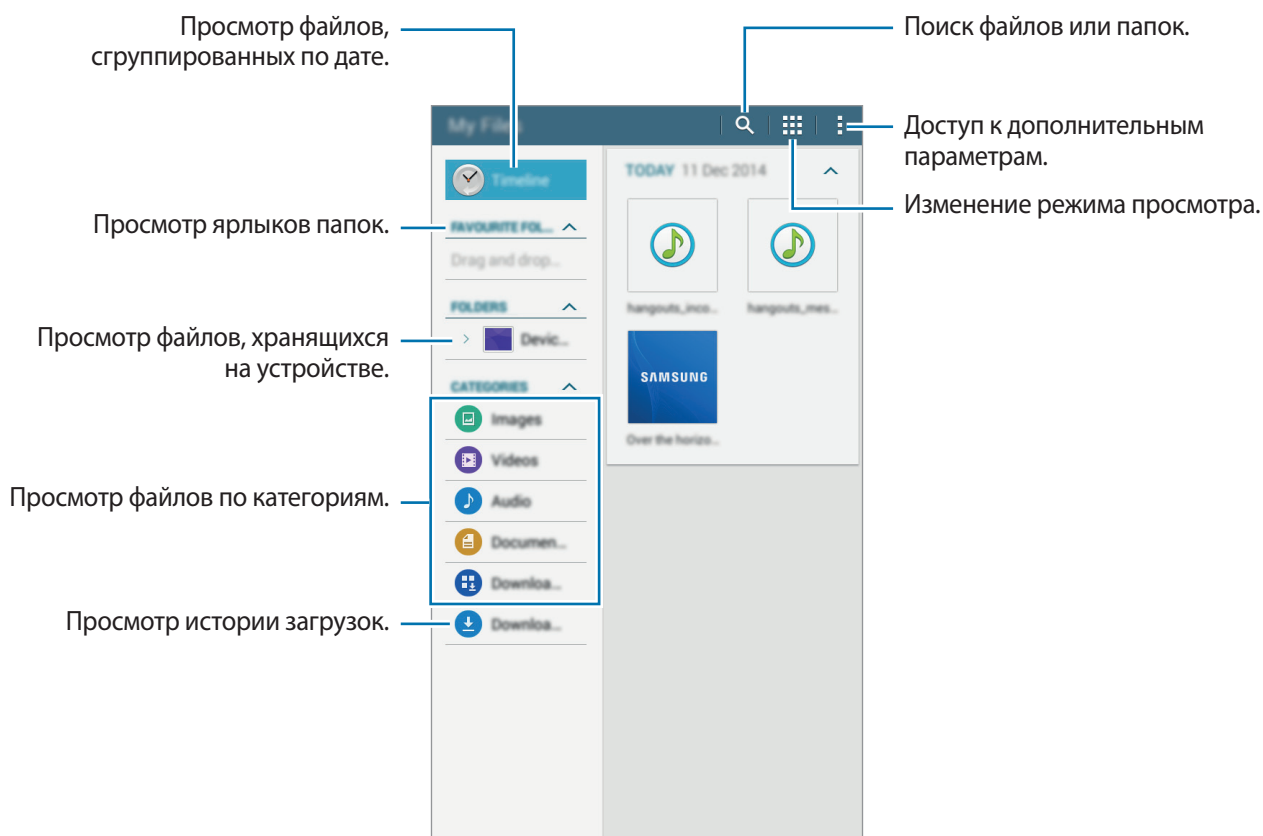 Просмотр файлов,
сгруппированных по дате.
Поиск файлов или папок.
My Files
Доступ к дополнительным
параметрам.
Timeline
TODAY 11 Dec 2014
Изменение режима просмотра.
Просмотр ярлыков папок.
FAVOURITE FOL...
Drag and drop...
FOLDERS
hangouts_inco...
hangouts_mes...
Просмотр файлов, хранящихся
на устройстве.
Devic...
SAMSUNG
CATEGORIES
Images
Over the horizo...
Videos
Просмотр файлов по категориям.
Audio
Documen...
Downloa...
Просмотр истории загрузок.
Downloa...